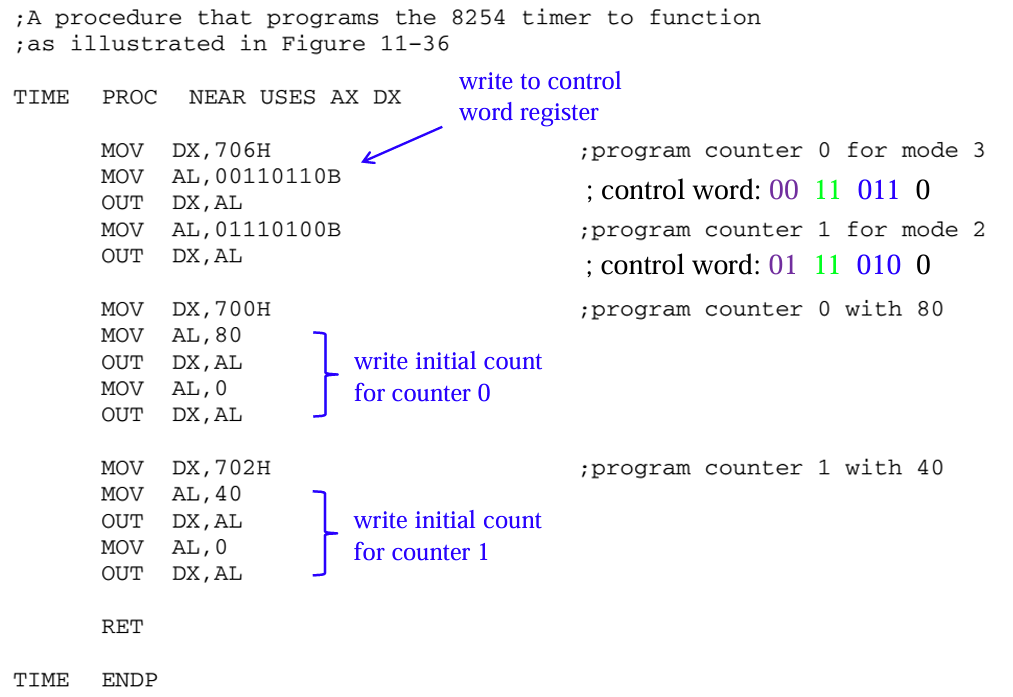 ;A procedure that programs the 8254 timer to function
;as illustrated in Figure 11-36
write to control
word register
TIME PROC NEAR USES AX DX
MOV DX,706H ;program counter 0 for mode 3
MOV AL,00110110B ; control word: 00 11 011 0
OUT DX,AL
MOV AL,01110100B ;program counter 1 for mode 2
OUT DX,AL ; control word: 01 11 010 0
MOV DX,700H ;program counter 0 with 80
MOV AL,80
OUT DX,AL
MOV AL,0
OUT DX,AL
write initial count
for counter 0
MOV DX,702H ;program counter 1 with 40
MOV AL,40
OUT DX,AL
MOV AL,0
OUT DX,AL
write initial count
for counter 1
RET
TIME ENDP